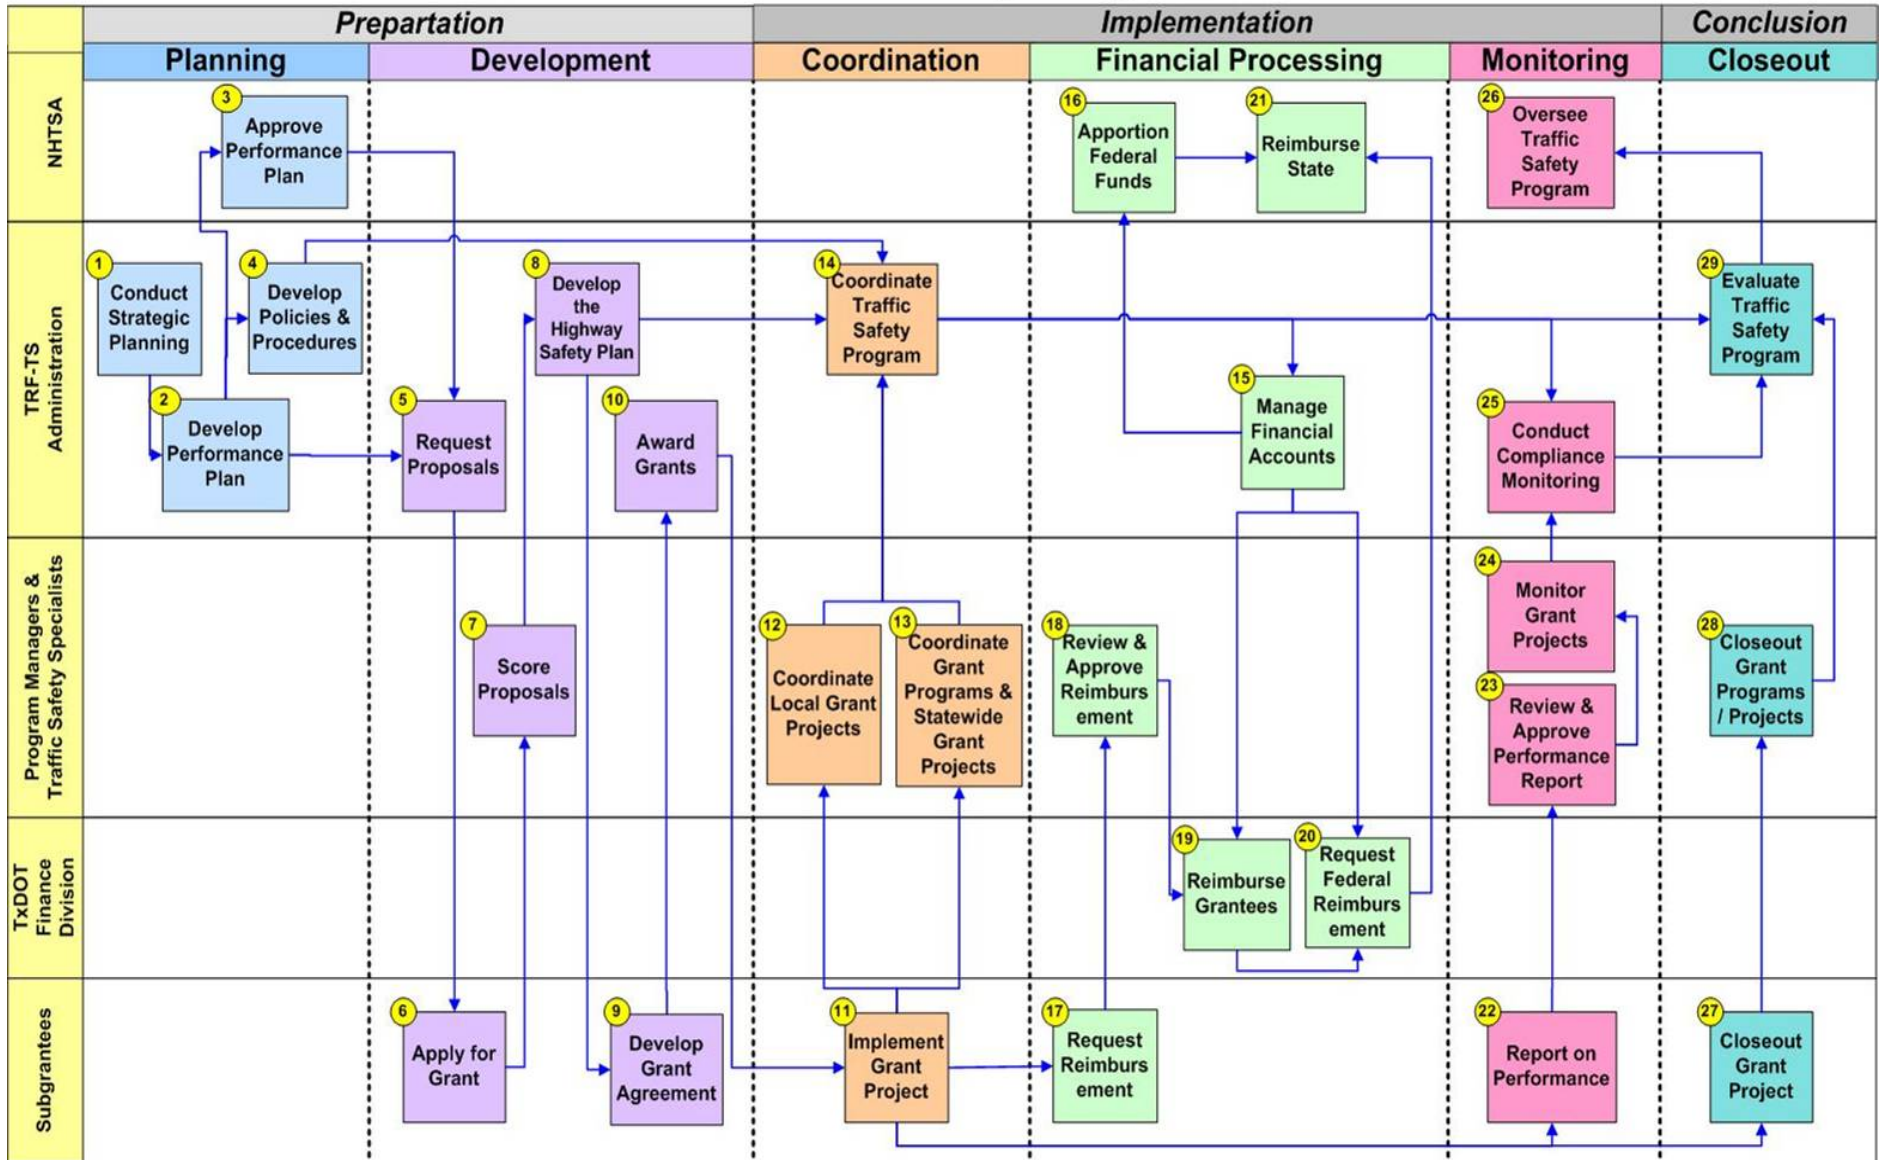 Prepartation
Implementation
Conclusion
Planning
Development
Coordination
Financial Processing
Monitoring
Closeout
NHTSA
3
Approve
Performance
Plan
16
Apportion
Federal
Funds
21
Reimburse
State
26
Oversee
Traffic
Safety
Program
TRF-TS
Administration
1
Conduct
Strategic
Planning
4
Develop
Policies &
Procedures
2
Develop
Performance
Plan
8
Develop
the
Highway
Safety Plan
5
Request
Proposals
10
Award
Grants
14
Coordinate
Traffic
Safety
Program
15
Manage
Financial
Accounts
25
Conduct
Compliance
Monitoring
29
Evaluate
Traffic
Safety
Program
Program Managers &
Traffic Safety Specialists
7
Score
Proposals
12
Coordinate
Local Grant
Projects
13
Coordinate
Grant
Programs &
Statewide
Grant
Projects
18
Review &
Approve
Reimburs
ement
24
Monitor
Grant
Projects
23
Review &
Approve
Performance
Report
28
Closeout
Grant
Programs
/ Projects
TxDOT
Finance
Division
19
Reimburse
Grantees
20
Request
Federal
Reimburs
ement
Subgrantees
6
Apply for
Grant
9
Develop
Grant
Agreement
11
Implement
Grant
Project
17
Request
Reimburs
ement
22
Report on
Performance
27
Closeout
Grant
Project